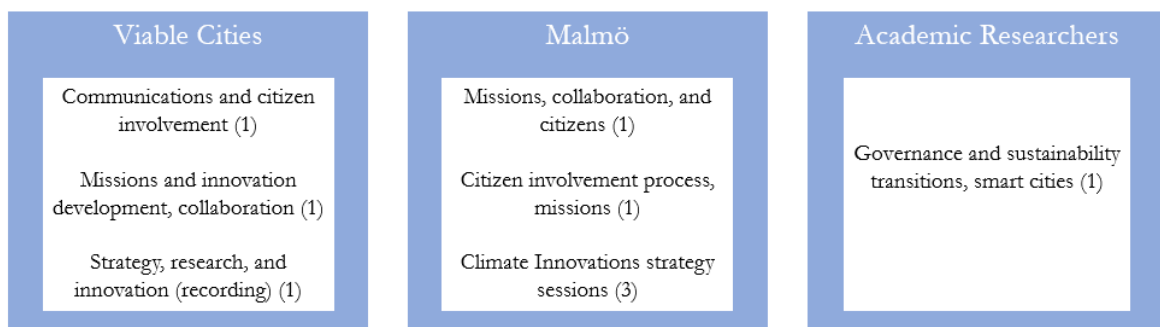 Viable Cities
Communications and citizen
involvement (1)
Missions and innovation
development, collaboration (1)
Strategy, research, and
innovation (recording) (1)
Malmö
Missions, collaboration, and
citizens (1)
Citizen involvement process,
missions (1)
Climate Innovations strategy
sessions (3)
Academic Researchers
Governance and sustainability
transitions, smart cities (1)